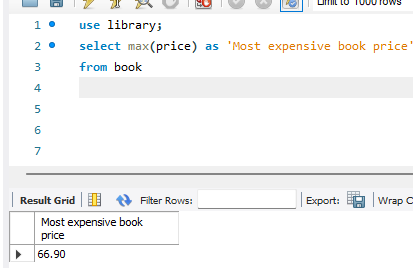 Limit to 1000 rows
1 use library;
2 select max(price) as 'Most expensive book price'
3 from book
4
5
6
7
Result Grid Filter Rows: Export: Wrap C
Most expensive book
price
66.90